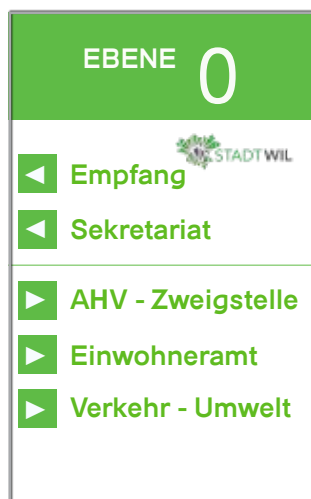 EBENE 0
STADT WIL
Empfang
Sekretariat
AHV - Zweigstelle
Einwohneramt
Verkehr - Umwelt